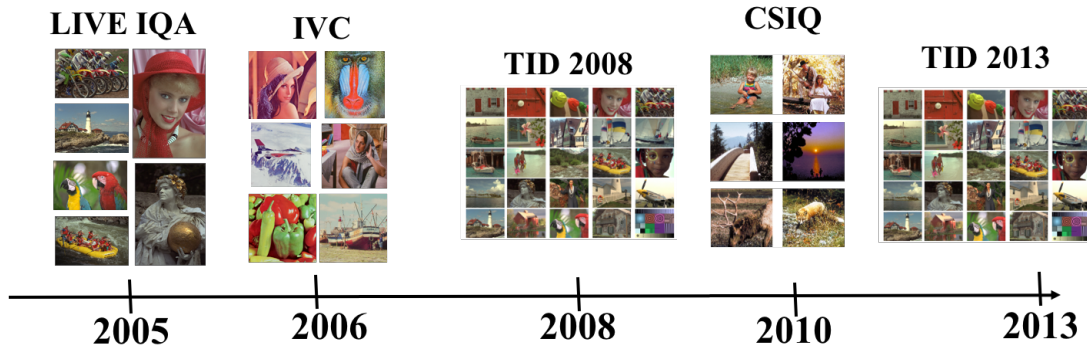 LIVE IQA
IVC
TID 2008
CSIQ
TID 2013
2005
2006
2008
2010
2013